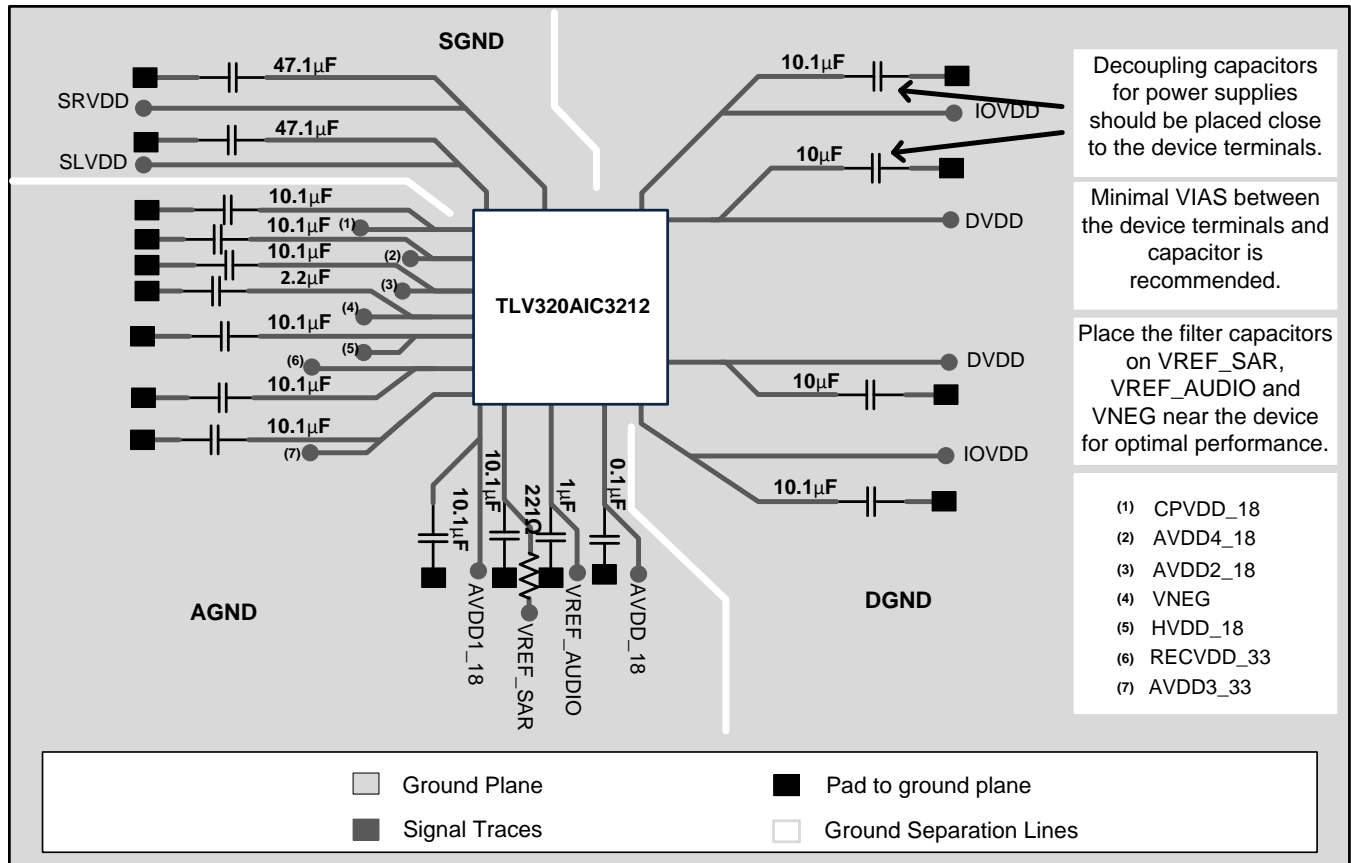 SGND
47.1μF
SRVDD
47.1μF
SLVDD
10.1μF
(1)
10.1μF
(2)
10.1μF
(3)
2.2μF
(4)
10.1μF
(5)
(6)
10.1μF
10.1μF
(7)
TLV320AIC3212
10.1μF
IOVDD
10μF
DVDD
DVDD
10μF
IOVDD
10.1μF
10.1μF
10.1μF
221Ω
1μF
0.1μF
AVDD1_18
VREF_SAR
VREF_AUDIO
AVDD_18
AGND
DGND
Decoupling capacitors
for power supplies
should be placed close
to the device terminals.
Minimal VIAS between
the device terminals and
capacitor is
recommended.
Place the filter capacitors
on VREF_SAR,
VREF_AUDIO and
VNEG near the device
for optimal performance.
(1) CPVDD_18
(2) AVDD4_18
(3) AVDD2_18
(4) VNEG
(5) HVDD_18
(6) RECVDD_33
(7) AVDD3_33
Ground Plane
Pad to ground plane
Signal Traces
Ground Separation Lines